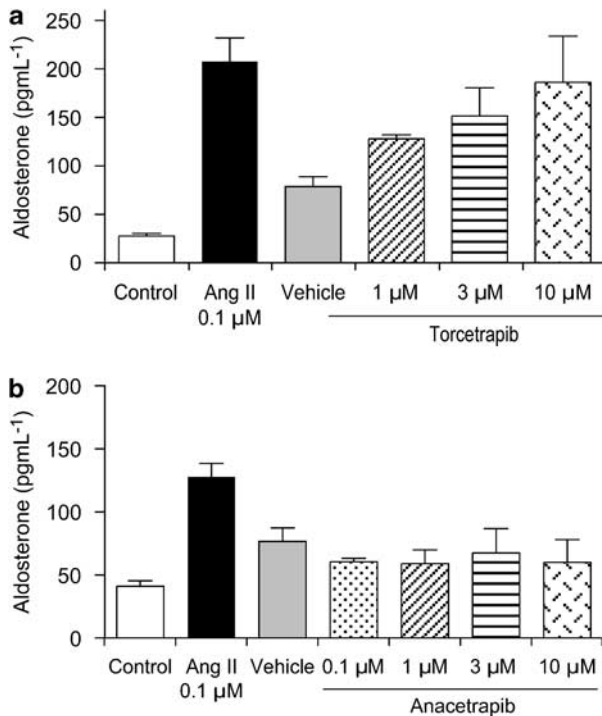 a
Aldosterone (pgmL⁻¹)
250
200
150
100
50
0
Control Ang II Vehicle 1 µM 3 µM 10 µM
0.1 µM
Torcetrapib
b
Aldosterone (pgmL⁻¹)
200
150
100
50
0
Control Ang II Vehicle 0.1 µM 1 µM 3 µM 10 µM
0.1 µM
Anacetrapib